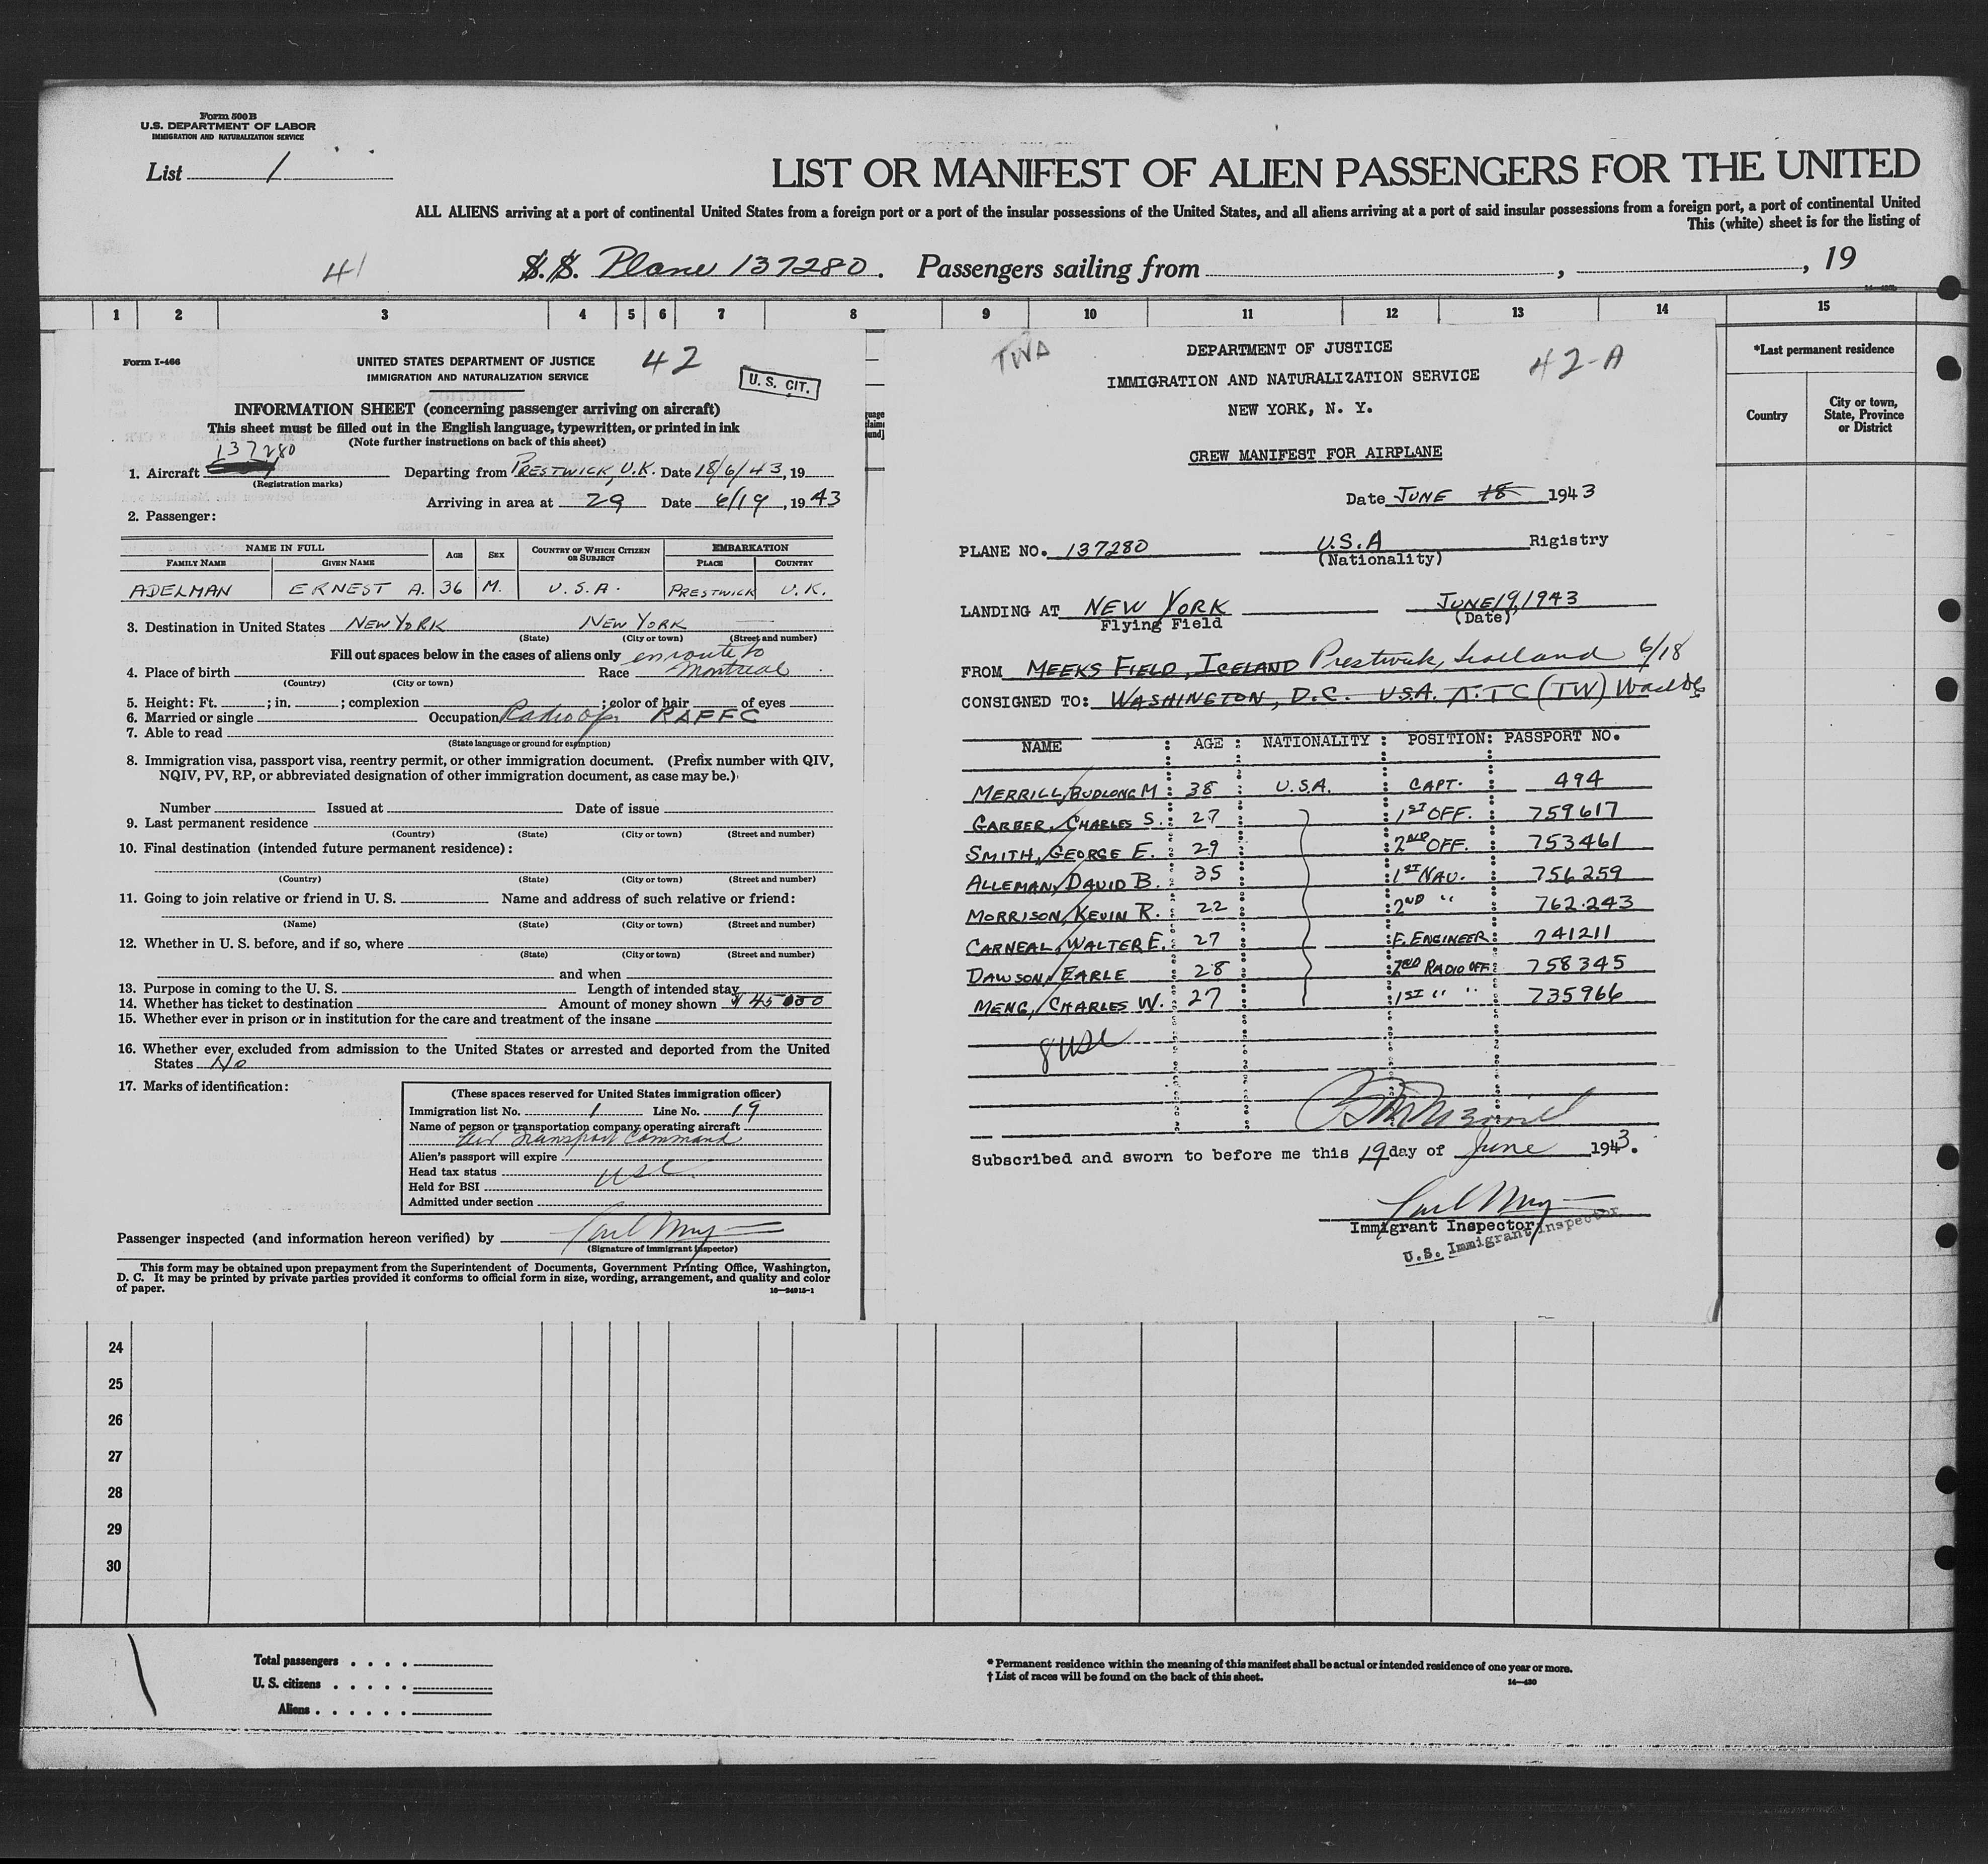 Form 500B
U.S. DEPARTMENT OF LABOR
IMMIGRATION AND NATURALIZATION SERVICE
List 1
LIST OR MANIFEST OF ALIEN PASSENGERS FOR THE UNITED
ALL ALIENS arriving at a port of continental United States from a foreign port or a port of the insular possessions of the United States, and all aliens arriving at a port of said insular possessions from a foreign port, a port of continental United
This (white) sheet is for the listing of
41 S.S. Plane 137280. Passengers sailing from , , 19
1 2 3 4 5 6 7 8 9 10 11 12 13 14 15
*Last permanent residence
Country
City or town, State, Province or District
Form I-466
UNITED STATES DEPARTMENT OF JUSTICE
IMMIGRATION AND NATURALIZATION SERVICE
42
U. S. CIT.
INFORMATION SHEET (concerning passenger arriving on aircraft)
This sheet must be filled out in the English language, typewritten, or printed in ink
(Note further instructions on back of this sheet)
137280
1. Aircraft Departing from PRESTWICK, U.K. Date 18/6/43, 19
(Registration marks)
Arriving in area at 29 Date 6/19, 1943
2. Passenger:
NAME IN FULL AGE SEX COUNTRY OF WHICH CITIZEN OR SUBJECT EMBARKATION
FAMILY NAME GIVEN NAME PLACE COUNTRY
ADELMAN ERNEST A. 36 M. U.S.A. PRESTWICK U.K.
3. Destination in United States NEW YORK NEW YORK
(State) (City or town) (Street and number)
Fill out spaces below in the cases of aliens only enroute to
4. Place of birth Race Montreal
(Country) (City or town)
5. Height: Ft. ; in. ; complexion ; color of hair of eyes
6. Married or single Occupation Radio op. RAFFC
7. Able to read
(State language or ground for exemption)
8. Immigration visa, passport visa, reentry permit, or other immigration document. (Prefix number with QIV,
NQIV, PV, RP, or abbreviated designation of other immigration document, as case may be.)
Number Issued at Date of issue
9. Last permanent residence
(Country) (State) (City or town) (Street and number)
10. Final destination (intended future permanent residence):
(Country) (State) (City or town) (Street and number)
11. Going to join relative or friend in U. S. Name and address of such relative or friend:
(Name) (State) (City or town) (Street and number)
12. Whether in U. S. before, and if so, where
(State) (City or town) (Street and number)
and when
13. Purpose in coming to the U. S. Length of intended stay
14. Whether has ticket to destination Amount of money shown
15. Whether ever in prison or in institution for the care and treatment of the insane
16. Whether ever excluded from admission to the United States or arrested and deported from the United
States No
17. Marks of identification:
(These spaces reserved for United States immigration officer)
Immigration list No. 1 Line No. 19
Name of person or transportation company operating aircraft
Air Transport Command
Alien's passport will expire
Head tax status USC
Held for BSI
Admitted under section
Passenger inspected (and information hereon verified) by
(Signature of immigrant inspector)
This form may be obtained upon prepayment from the Superintendent of Documents, Government Printing Office, Washington,
D. C. It may be printed by private parties provided it conforms to official form in size, wording, arrangement, and quality and color
of paper.
16—24915-1
TWA
DEPARTMENT OF JUSTICE
42-A
IMMIGRATION AND NATURALIZATION SERVICE
NEW YORK, N. Y.
CREW MANIFEST FOR AIRPLANE
Date JUNE 18 1943
PLANE NO. 137280 U.S.A Rigistry
(Nationality)
LANDING AT NEW YORK JUNE 19, 1943
Flying Field (Date)
FROM MEEKS FIELD, ICELAND Prestwick, Scotland 6/18
CONSIGNED TO: WASHINGTON, D.C. U.S.A. A.T.C (TW) Wash DC
NAME : AGE : NATIONALITY : POSITION: PASSPORT NO.
MERRILL, BUDLONG M : 38 U.S.A. CAPT. 494
GARBER, CHARLES S. 27 1ST OFF. 759617
SMITH, GEORGE E. 29 2ND OFF. 753461
ALLEMAN, DAVID B. 35 1ST NAV. 756259
MORRISON, KEVIN R. 22 2ND " 762243
CARNEAL, WALTER E. 27 F. ENGINEER 741211
DAWSON, EARLE 28 2ND RADIO OFF. 758345
MENG, CHARLES W. 27 1ST " " 735966
8 USC
Subscribed and sworn to before me this 19 day of June 1943.
Immigrant Inspector
U.S. Immigrant Inspector
24
25
26
27
28
29
30
Total passengers . . . .
U. S. citizens . . . . .
Aliens . . . . . .
* Permanent residence within the meaning of this manifest shall be actual or intended residence of one year or more.
† List of races will be found on the back of this sheet.
14—430